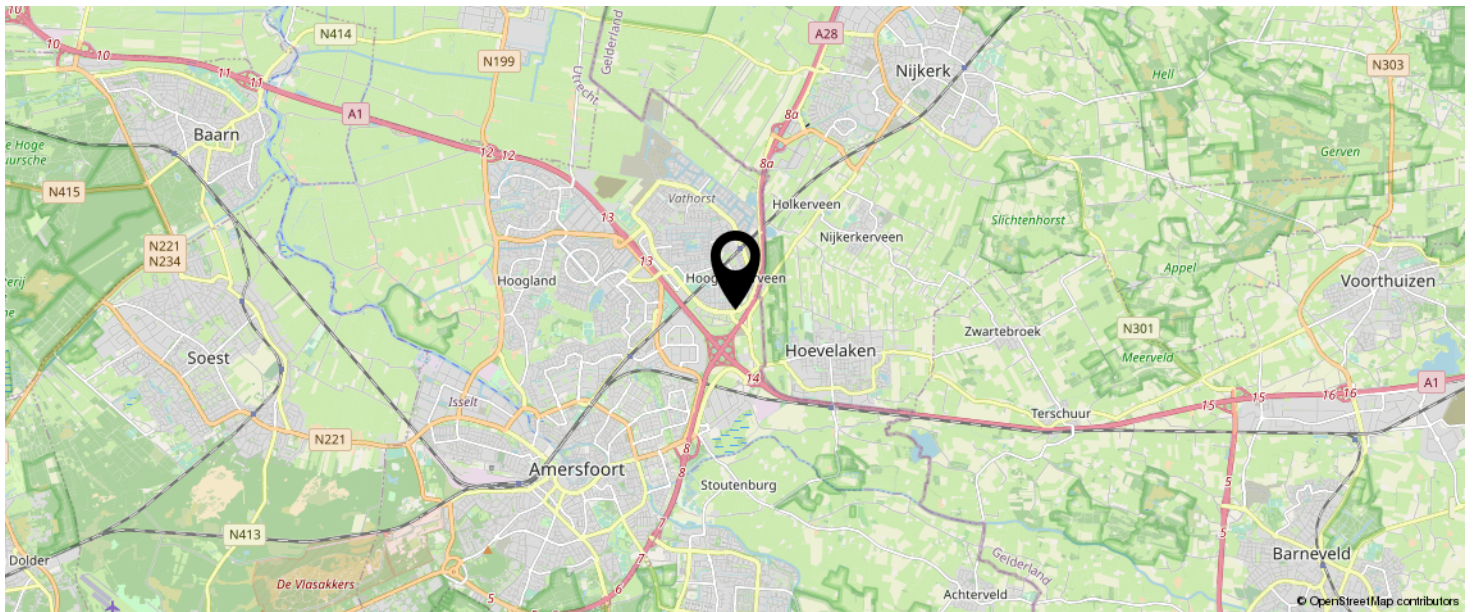 10
N414
A28
Gelderland
Nijkerk
N303
10
10
N199
Hell
11
11
Utrecht
A1
8a
Baarn
12
12
8a
Gerven
N415
Vathorst
Holkerveen
13
Slichtenhorst
N221
N234
Nijkerkerveen
13
Appel
Hoogland
Voorthuizen
N301
Zwartebroek
Hoevelaken
Meerveld
Soest
14
A1
16
16
15
15
Isselt
Terschuur
N221
8
Amersfoort
8
Stoutenburg
5
N413
7
5
Barneveld
7
Dolder
Gelderland
De Vlasakkers
6
5
Achterveld
© OpenStreetMap contributors